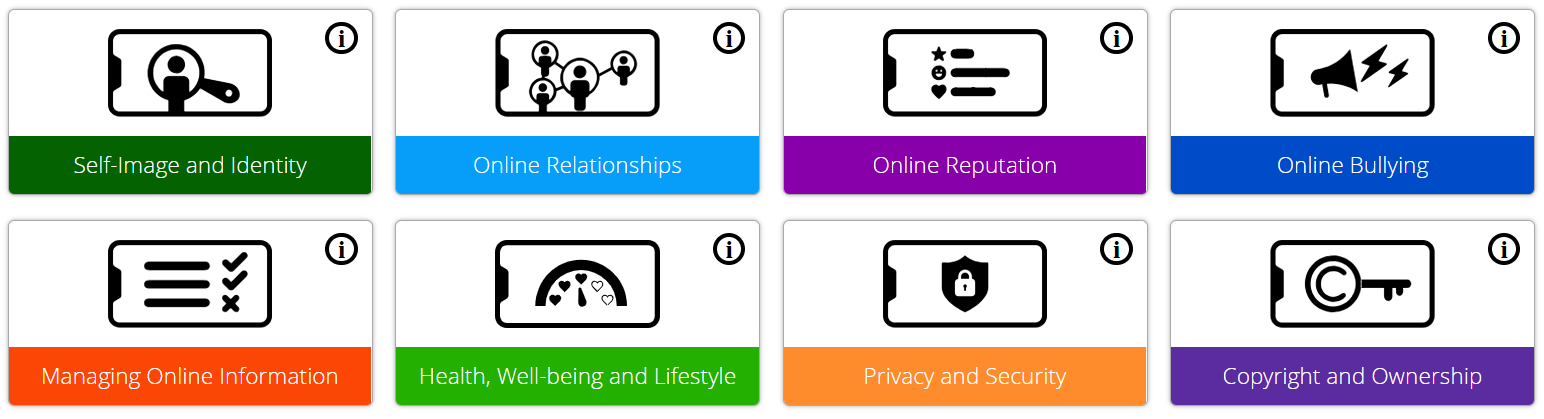 i
i
i
i
Self-Image and Identity
Online Relationships
Online Reputation
Online Bullying
i
i
i
i
C
Managing Online Information
Health, Well-being and Lifestyle
Privacy and Security
Copyright and Ownership